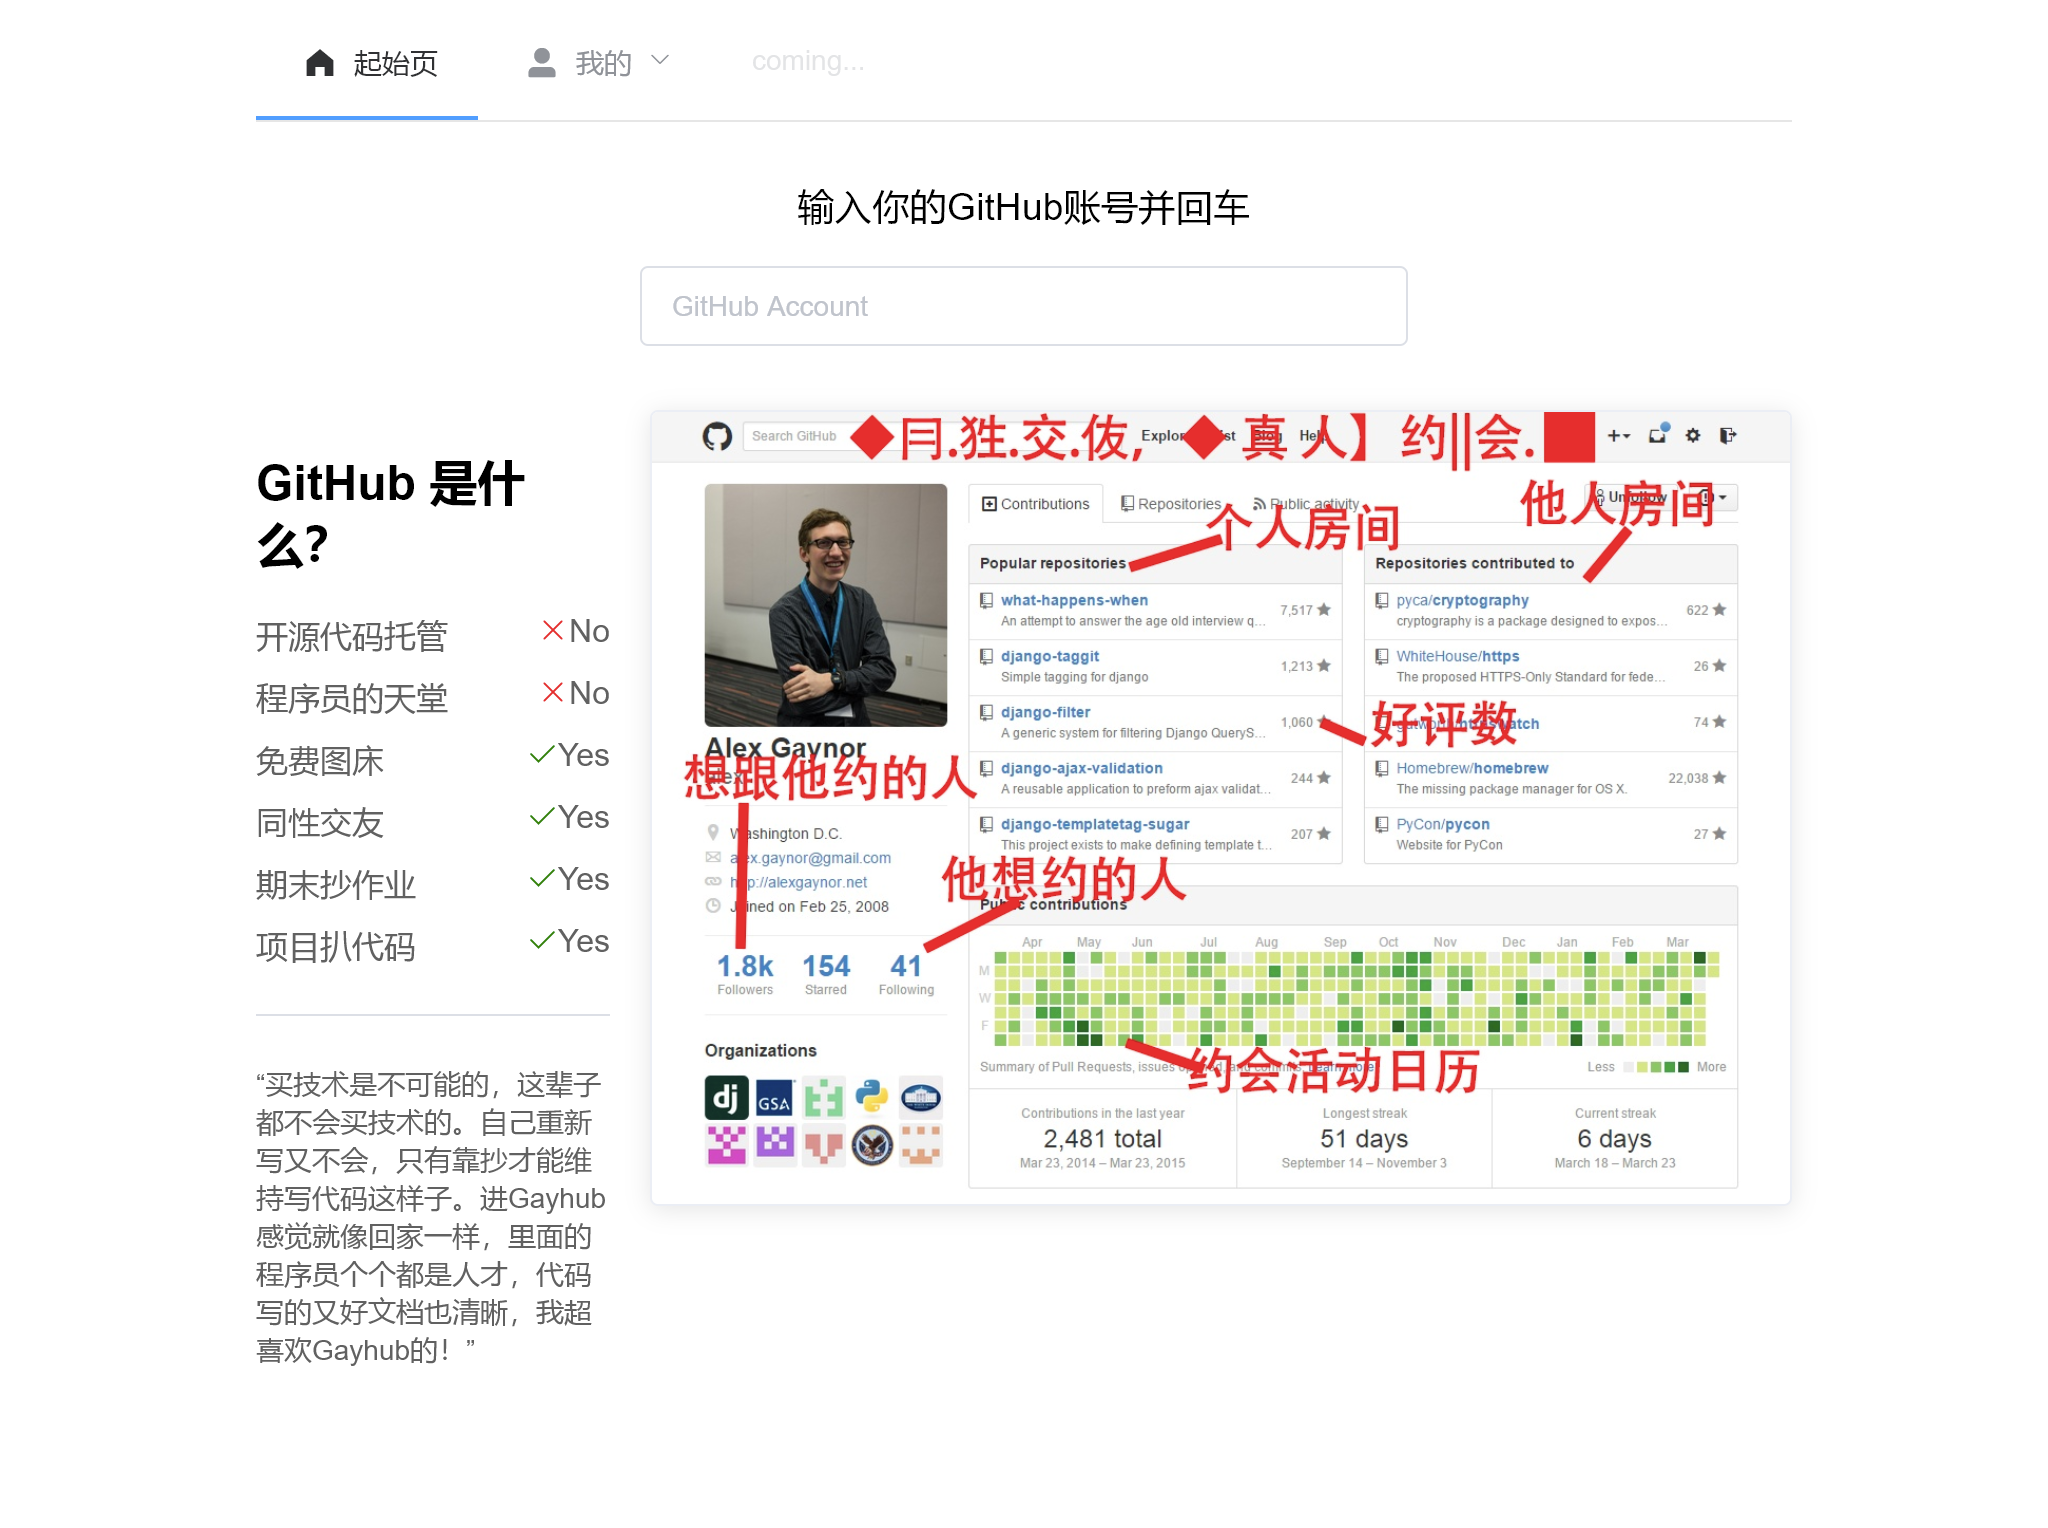 起始页
我的
coming...
输入你的GitHub账号并回车
GitHub Account
GitHub 是什
么？
开源代码托管 No
程序员的天堂 No
免费图床 Yes
同性交友 Yes
期末抄作业 Yes
项目扒代码 Yes
“买技术是不可能的，这辈子
都不会买技术的。自己重新
写又不会，只有靠抄才能维
持写代码这样子。进Gayhub
感觉就像回家一样，里面的
程序员个个都是人才，代码
写的又好文档也清晰，我超
喜欢Gayhub的！”
Search GitHub
Blog
◆ 真 人】 约||会.
Contributions
Repositories
Public activity
Unfollow
个人房间
他人房间
Popular repositories
what-happens-when
An attempt to answer the age old interview q...
7,517
django-taggit
Simple tagging for django
1,213
django-filter
A generic system for filtering Django QueryS...
1,060
好评数
django-ajax-validation
A reusable application to preform ajax validat...
244
django-templatetag-sugar
This project exists to make defining template t...
207
Repositories contributed to
pyca/cryptography
cryptography is a package designed to expos...
622
WhiteHouse/https
The proposed HTTPS-Only Standard for fede...
26
74
Homebrew/homebrew
The missing package manager for OS X.
22,038
PyCon/pycon
Website for PyCon
27
Alex Gaynor
alex
想跟他约的人
Washington D.C.
alex.gaynor@gmail.com
http://alexgaynor.net
Joined on Feb 25, 2008
他想约的人
1.8k
Followers
154
Starred
41
Following
Organizations
dj
GSA
Public contributions
Apr May Jun Jul Aug Sep Oct Nov Dec Jan Feb Mar
M
W
F
Summary of Pull Requests, issues
约会活动日历
Less More
Contributions in the last year
2,481 total
Mar 23, 2014 – Mar 23, 2015
Longest streak
51 days
September 14 – November 3
Current streak
6 days
March 18 – March 23